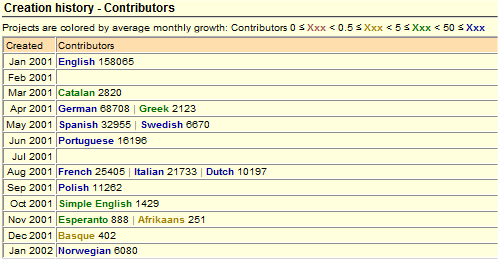 Creation history - Contributors
Projects are colored by average monthly growth: Contributors 0 ≤ Xxx < 0.5 ≤ Xxx < 5 ≤ Xxx < 50 ≤ Xxx
Created Contributors
Jan 2001 English 158065
Feb 2001
Mar 2001 Catalan 2820
Apr 2001 German 68708 | Greek 2123
May 2001 Spanish 32955 | Swedish 6670
Jun 2001 Portuguese 16196
Jul 2001
Aug 2001 French 25405 | Italian 21733 | Dutch 10197
Sep 2001 Polish 11262
Oct 2001 Simple English 1429
Nov 2001 Esperanto 888 | Afrikaans 251
Dec 2001 Basque 402
Jan 2002 Norwegian 6080